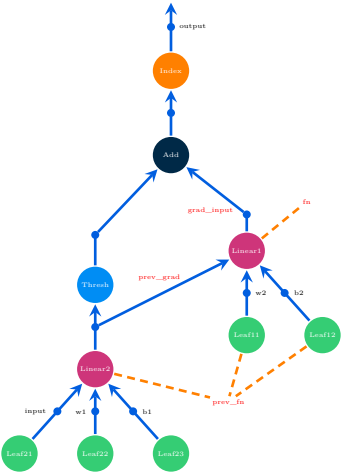 output
Index
Add
grad_input
fn
Linear1
prev_grad
Thresh
w2
b2
Leaf11
Leaf12
Linear2
prev_fn
input
w1
b1
Leaf21
Leaf22
Leaf23